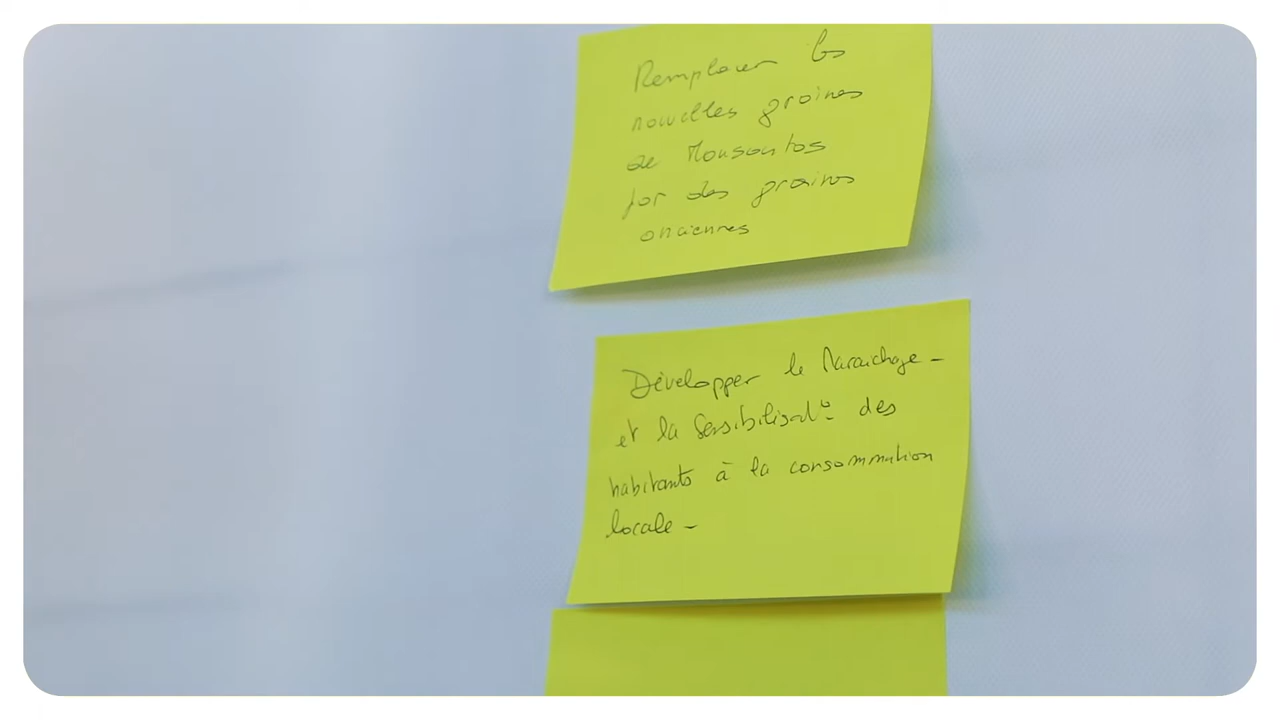 Remplacer les
nouvelles graines
de Monsantos
par des graines
anciennes
Développer le Maraichage -
et la Sensibilisat° des
habitants à la consommation
locale -